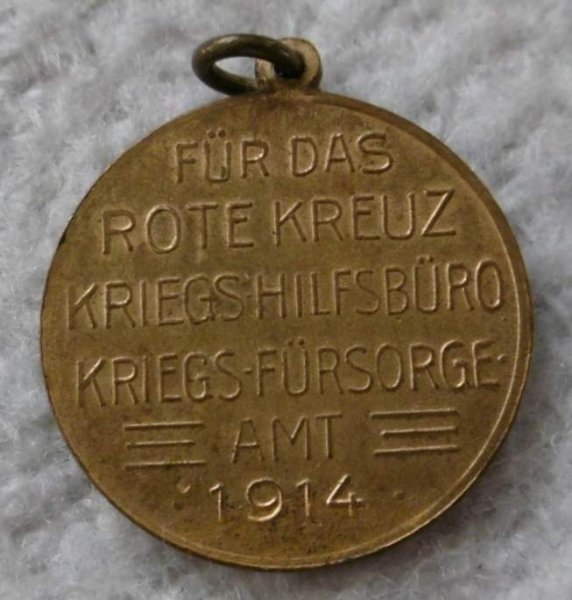 FÜR DAS
ROTE KREUZ
KRIEGS-HILFSBÜRO
KRIEGS-FÜRSORGE-
AMT
1914